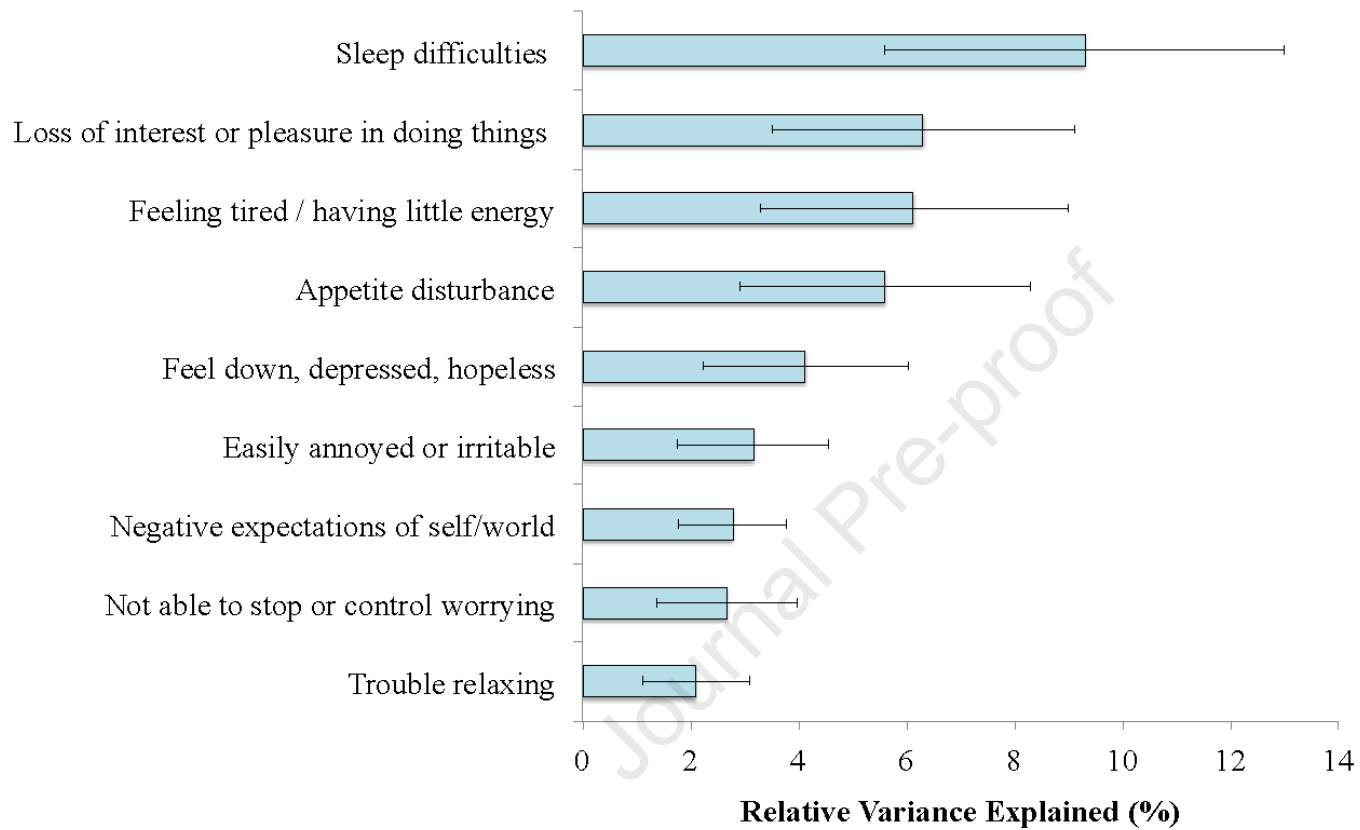 Sleep difficulties
Loss of interest or pleasure in doing things
Feeling tired / having little energy
Appetite disturbance
Feel down, depressed, hopeless
Easily annoyed or irritable
Negative expectations of self/world
Not able to stop or control worrying
Trouble relaxing
0 2 4 6 8 10 12 14
Relative Variance Explained (%)
Journal Pre-proof